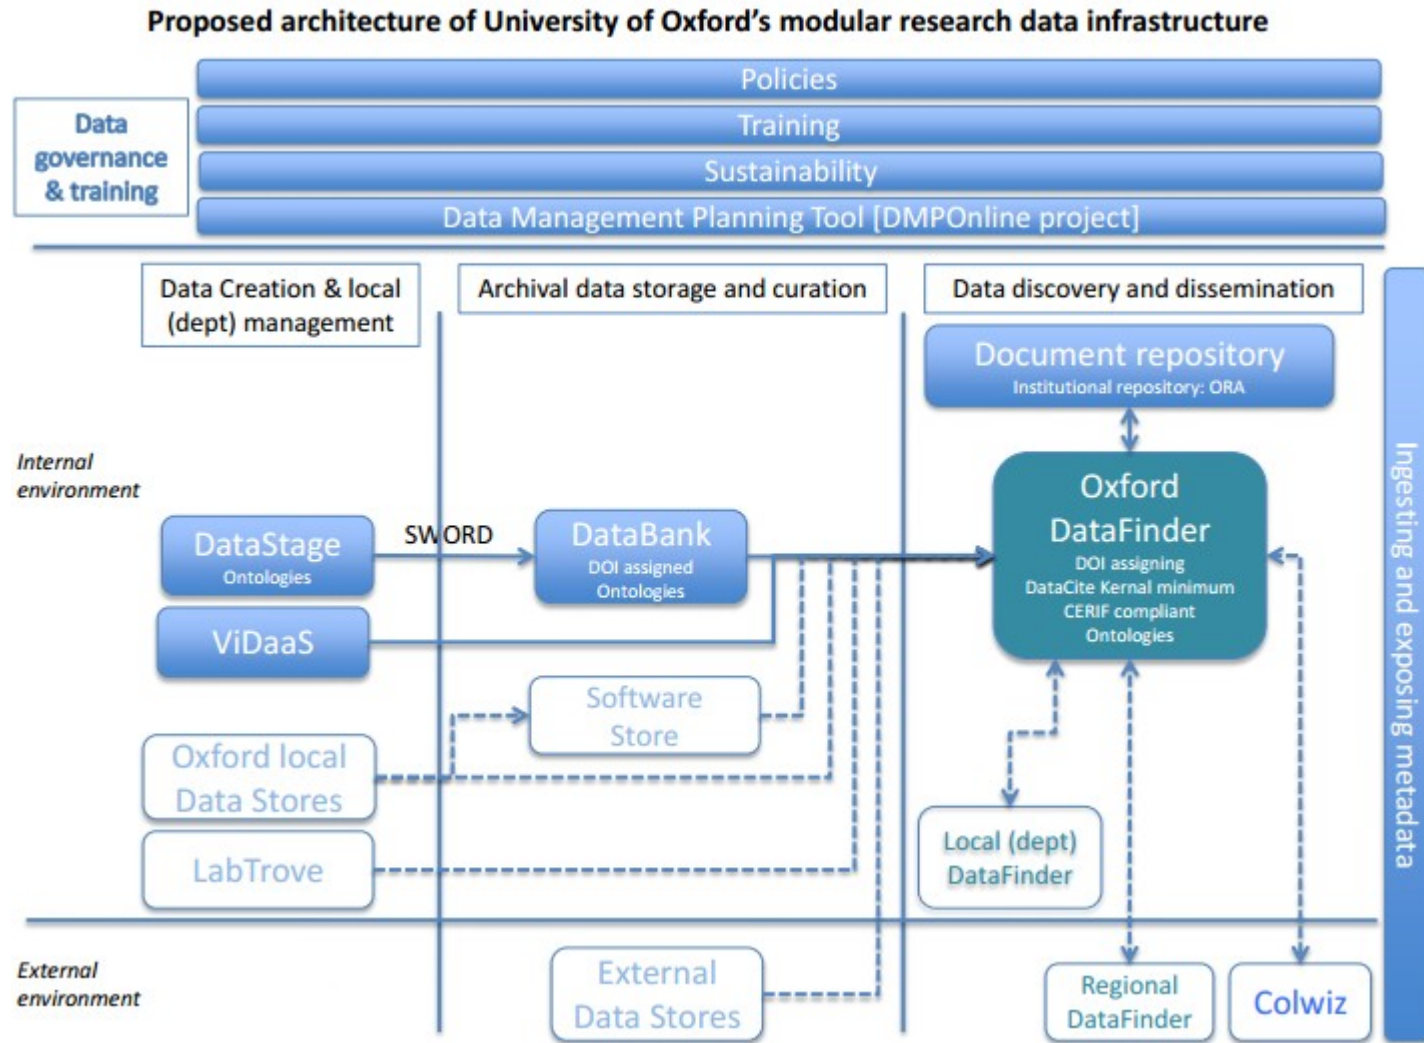 Proposed architecture of University of Oxford's modular research data infrastructure
Data
governance
& training
Policies
Training
Sustainability
Data Management Planning Tool [DMPOnline project]
Data Creation & local
(dept) management
Archival data storage and curation
Data discovery and dissemination
Document repository
Institutional repository: ORA
Internal
environment
Oxford
DataFinder
DOI assigning
DataCite Kernal minimum
CERIF compliant
Ontologies
DataStage
Ontologies
SWORD
DataBank
DOI assigned
Ontologies
ViDaaS
Software
Store
Oxford local
Data Stores
LabTrove
Local (dept)
DataFinder
Ingesting and exposing metadata
External
environment
External
Data Stores
Regional
DataFinder
Colwiz